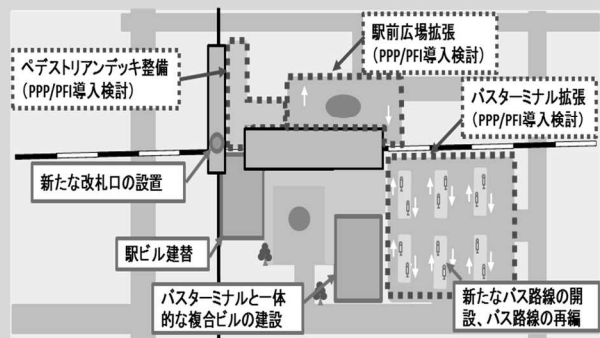 駅前広場拡張
（PPP/PFI導入検討）
ペデストリアンデッキ整備
（PPP/PFI導入検討）
バスターミナル拡張
（PPP/PFI導入検討）
新たな改札口の設置
駅ビル建替
バスターミナルと一体
的な複合ビルの建設
新たなバス路線の開
設、バス路線の再編